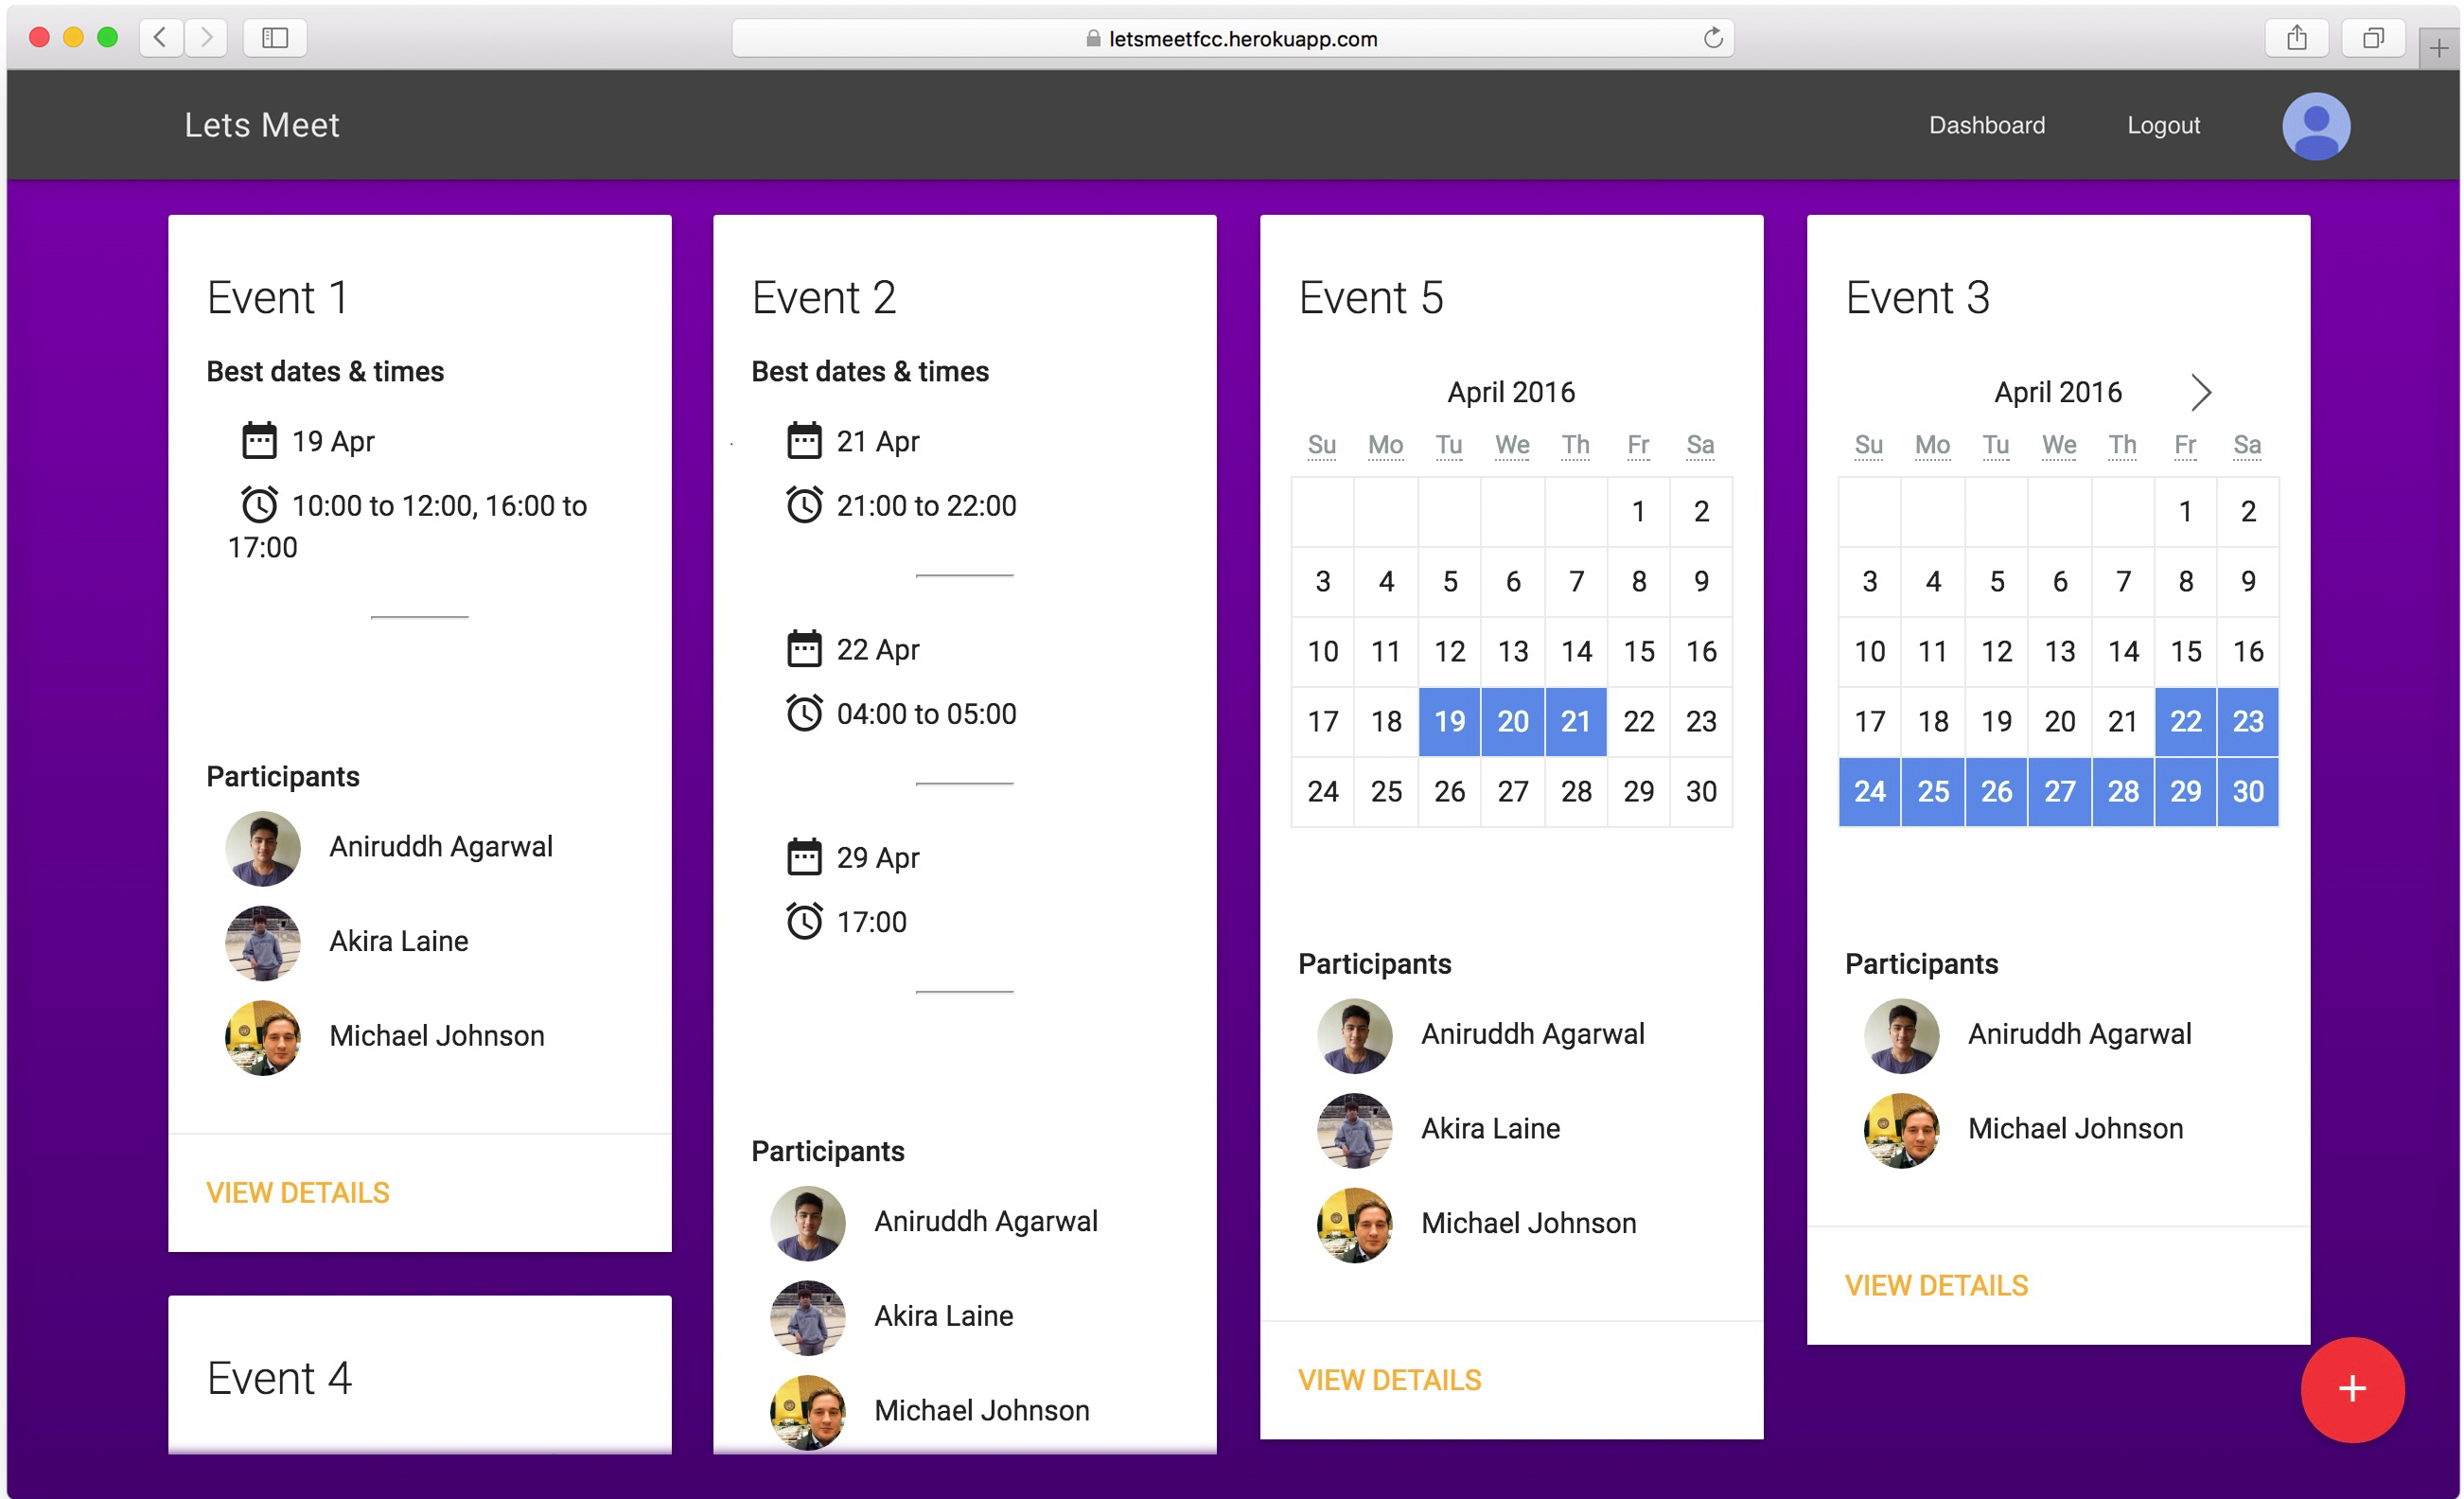 letsmeetfcc.herokuapp.com
Lets Meet
Dashboard
Logout
Event 1
Best dates & times
19 Apr
10:00 to 12:00, 16:00 to
17:00
Participants
Aniruddh Agarwal
Akira Laine
Michael Johnson
VIEW DETAILS
Event 4
Event 2
Best dates & times
21 Apr
21:00 to 22:00
22 Apr
04:00 to 05:00
29 Apr
17:00
Participants
Aniruddh Agarwal
Akira Laine
Michael Johnson
Event 5
April 2016
Su Mo Tu We Th Fr Sa
1 2
3 4 5 6 7 8 9
10 11 12 13 14 15 16
17 18 19 20 21 22 23
24 25 26 27 28 29 30
Participants
Aniruddh Agarwal
Akira Laine
Michael Johnson
VIEW DETAILS
Event 3
April 2016
Su Mo Tu We Th Fr Sa
1 2
3 4 5 6 7 8 9
10 11 12 13 14 15 16
17 18 19 20 21 22 23
24 25 26 27 28 29 30
Participants
Aniruddh Agarwal
Michael Johnson
VIEW DETAILS
+